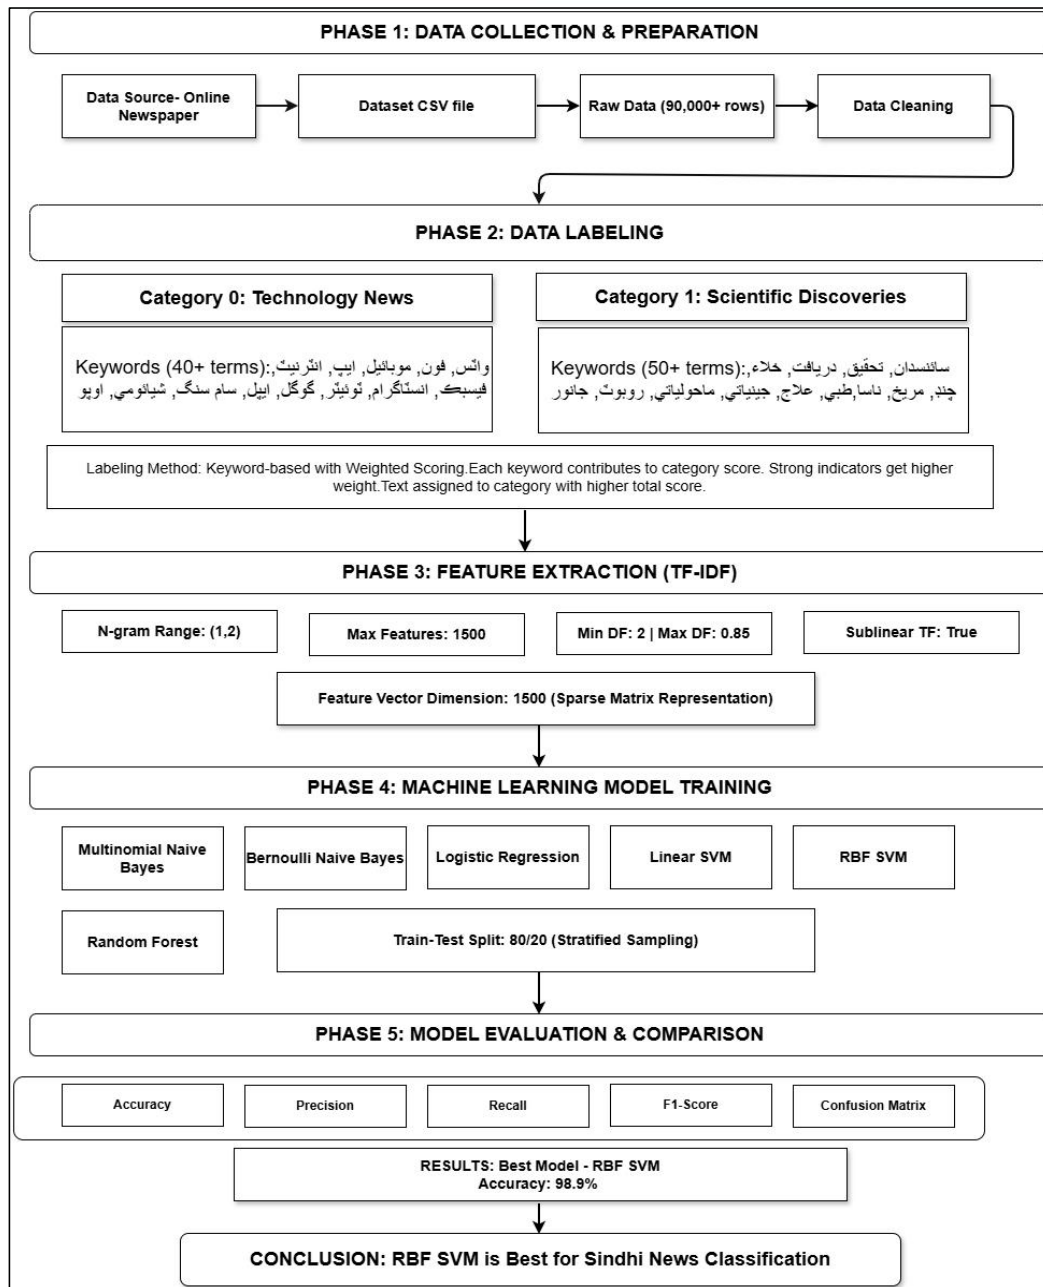 PHASE 1: DATA COLLECTION & PREPARATION
Data Source- Online
Newspaper
Dataset CSV file
Raw Data (90,000+ rows)
Data Cleaning
PHASE 2: DATA LABELING
Category 0: Technology News
Keywords (40+ terms):,واٽس, فون, موبائيل, ايپ, انٽرنيٽ
فيسبڪ, انسٽاگرام, ٽوئيٽر, گوگل, ايپل, سام سنگ, شيائومي, اوپو
Category 1: Scientific Discoveries
Keywords (50+ terms):,سائنسدان, تحقيق, دريافت, خلاء
چنڊ, مريخ, ناسا,طبي, علاج, جينياتي, ماحولياتي, روبوٽ, جانور
Labeling Method: Keyword-based with Weighted Scoring.Each keyword contributes to category score. Strong indicators get higher
weight.Text assigned to category with higher total score.
PHASE 3: FEATURE EXTRACTION (TF-IDF)
N-gram Range: (1,2)
Max Features: 1500
Min DF: 2 | Max DF: 0.85
Sublinear TF: True
Feature Vector Dimension: 1500 (Sparse Matrix Representation)
PHASE 4: MACHINE LEARNING MODEL TRAINING
Multinomial Naive
Bayes
Bernoulli Naive Bayes
Logistic Regression
Linear SVM
RBF SVM
Random Forest
Train-Test Split: 80/20 (Stratified Sampling)
PHASE 5: MODEL EVALUATION & COMPARISON
Accuracy
Precision
Recall
F1-Score
Confusion Matrix
RESULTS: Best Model - RBF SVM
Accuracy: 98.9%
CONCLUSION: RBF SVM is Best for Sindhi News Classification